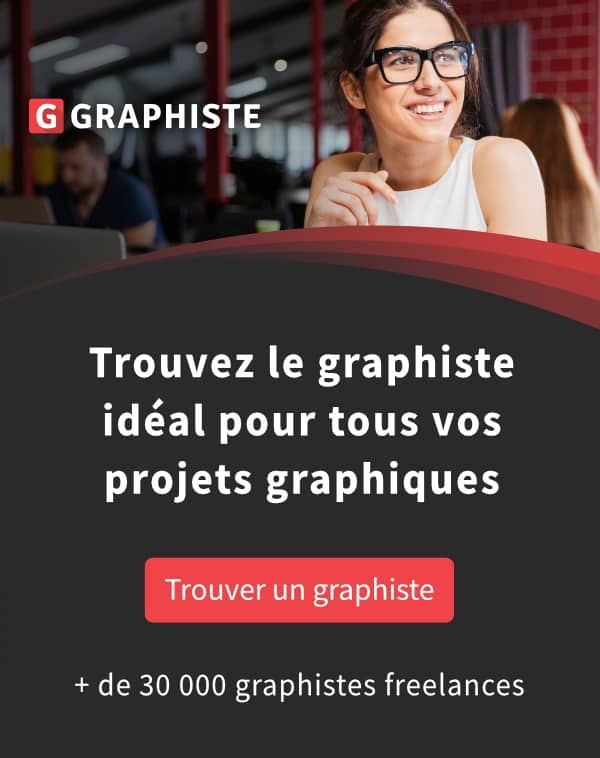 G GRAPHISTE
Trouvez le graphiste
idéal pour tous vos
projets graphiques
Trouver un graphiste
+ de 30 000 graphistes freelances